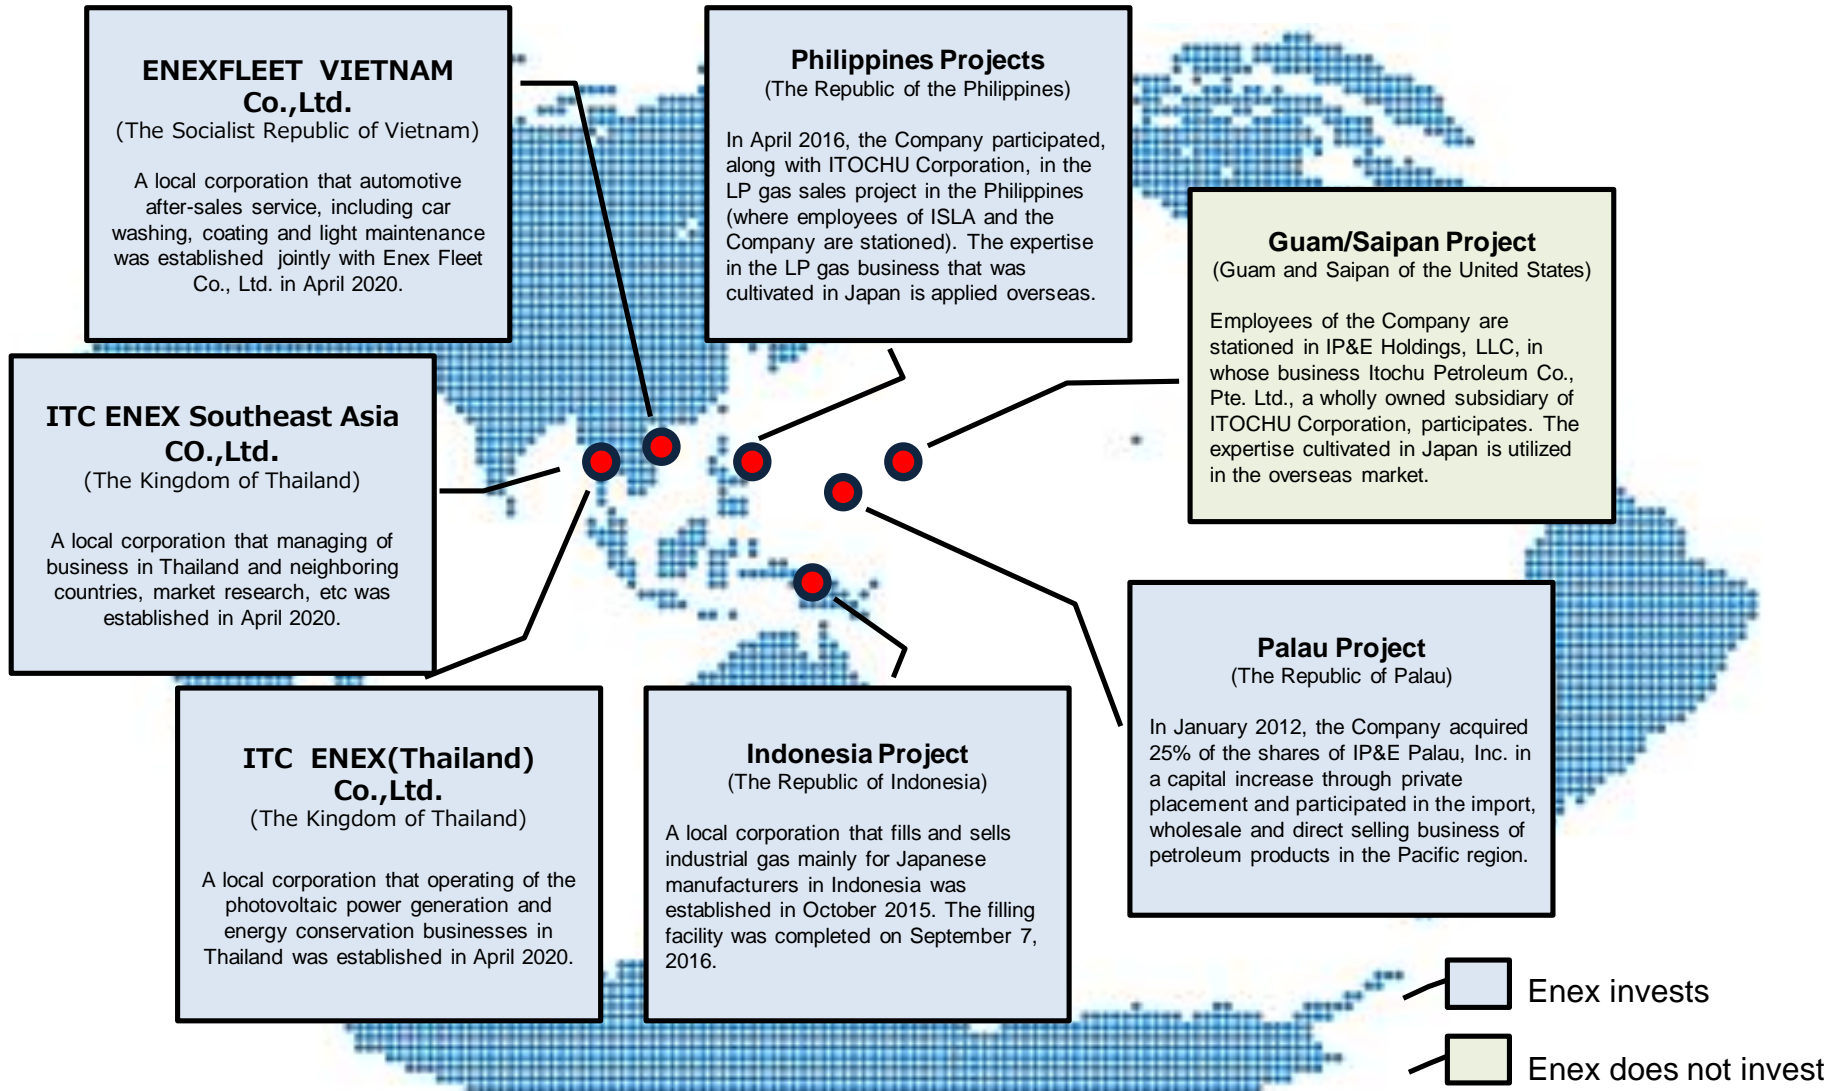 ENEXFLEET VIETNAM
Co.,Ltd.
(The Socialist Republic of Vietnam)
A local corporation that automotive
after-sales service, including car
washing, coating and light maintenance
was established jointly with Enex Fleet
Co., Ltd. in April 2020.
Philippines Projects
(The Republic of the Philippines)
In April 2016, the Company participated,
along with ITOCHU Corporation, in the
LP gas sales project in the Philippines
(where employees of ISLA and the
Company are stationed). The expertise
in the LP gas business that was
cultivated in Japan is applied overseas.
Guam/Saipan Project
(Guam and Saipan of the United States)
Employees of the Company are
stationed in IP&E Holdings, LLC, in
whose business Itochu Petroleum Co.,
Pte. Ltd., a wholly owned subsidiary of
ITOCHU Corporation, participates. The
expertise cultivated in Japan is utilized
in the overseas market.
ITC ENEX Southeast Asia
CO.,Ltd.
(The Kingdom of Thailand)
A local corporation that managing of
business in Thailand and neighboring
countries, market research, etc was
established in April 2020.
Palau Project
(The Republic of Palau)
In January 2012, the Company acquired
25% of the shares of IP&E Palau, Inc. in
a capital increase through private
placement and participated in the import,
wholesale and direct selling business of
petroleum products in the Pacific region.
ITC ENEX(Thailand)
Co.,Ltd.
(The Kingdom of Thailand)
A local corporation that operating of the
photovoltaic power generation and
energy conservation businesses in
Thailand was established in April 2020.
Indonesia Project
(The Republic of Indonesia)
A local corporation that fills and sells
industrial gas mainly for Japanese
manufacturers in Indonesia was
established in October 2015. The filling
facility was completed on September 7,
2016.
Enex invests
Enex does not invest